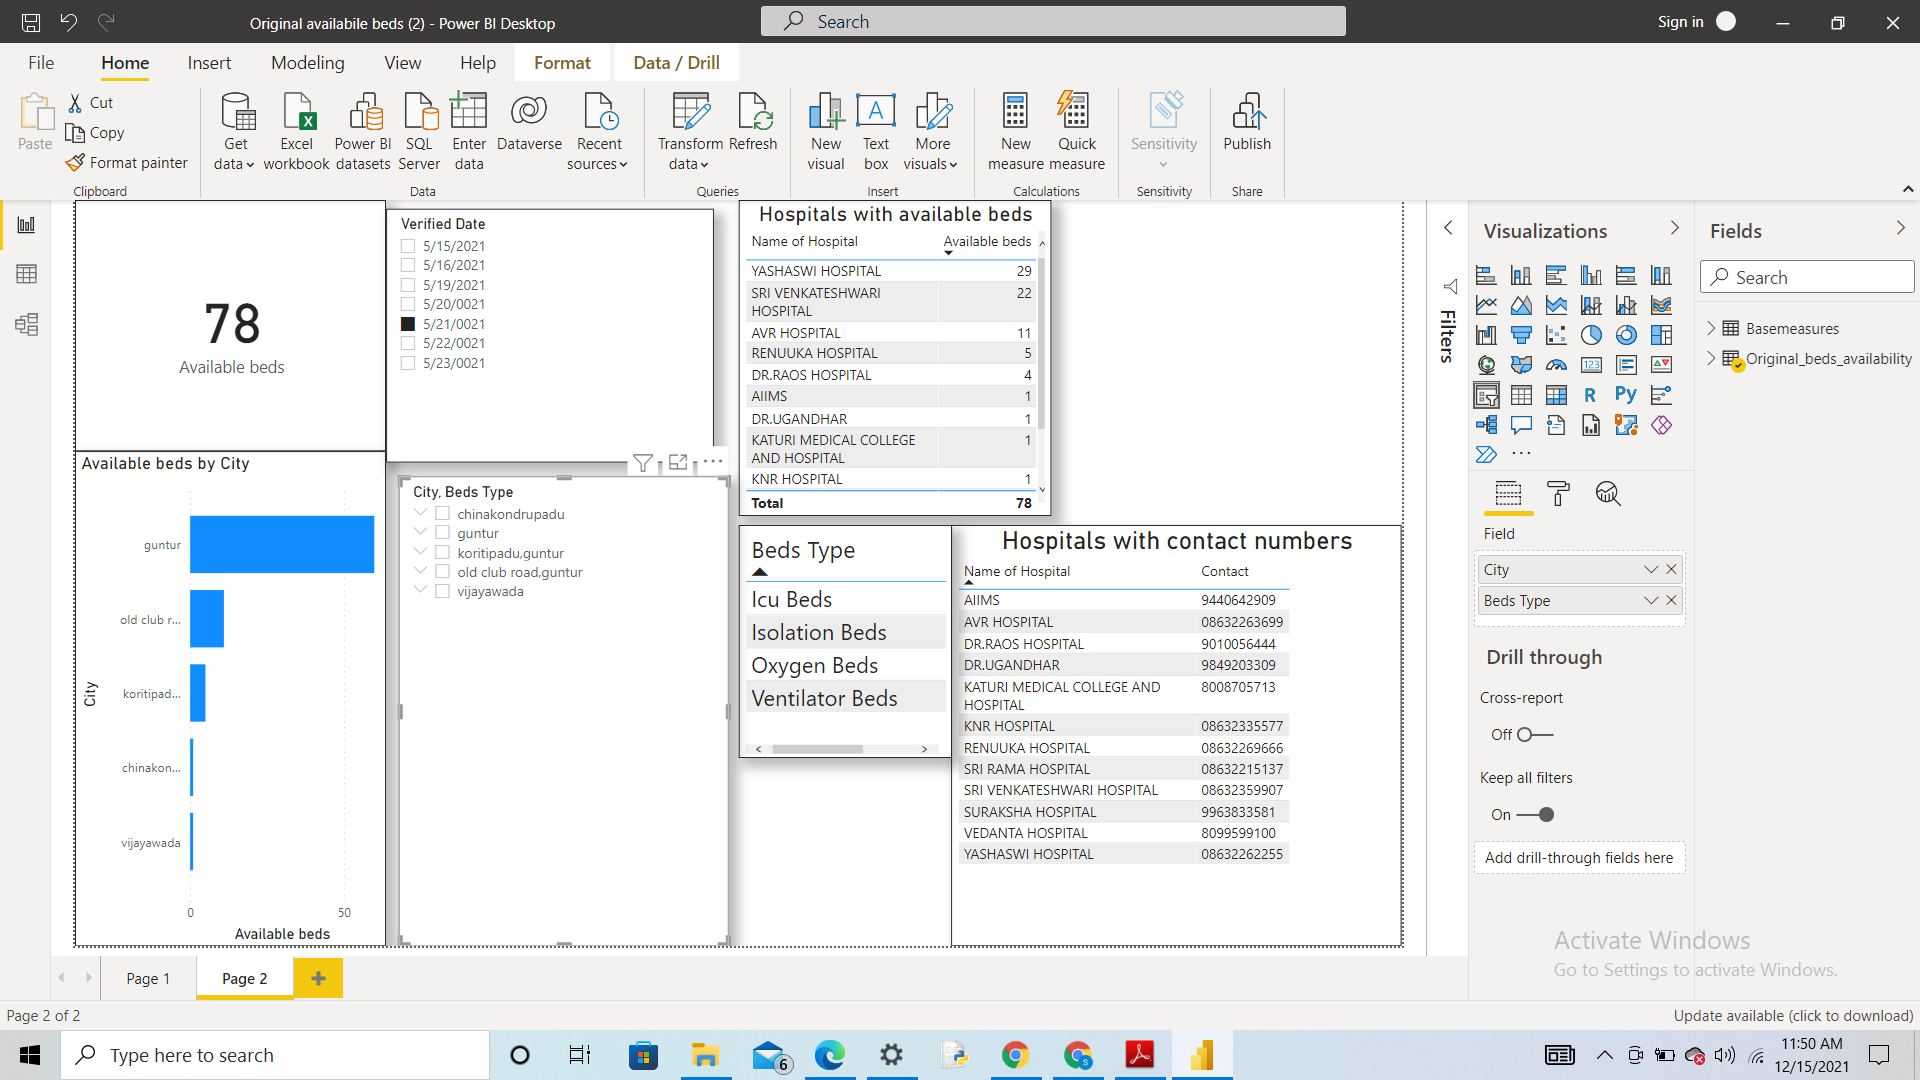 Original availabile beds (2) - Power BI Desktop
Search
Sign in
File
Home
Insert
Modeling
View
Help
Format
Data / Drill
Paste
Cut
Copy
Format painter
Clipboard
Get data
Excel workbook
Power BI datasets
SQL Server
Enter data
Dataverse
Recent sources
Data
Transform data
Refresh
Queries
New visual
Text box
More visuals
Insert
New measure
Quick measure
Calculations
Sensitivity
Sensitivity
Publish
Share
78
Available beds
Verified Date
5/15/2021
5/16/2021
5/19/2021
5/20/0021
5/21/0021
5/22/0021
5/23/0021
Hospitals with available beds
Name of Hospital Available beds
YASHASWI HOSPITAL 29
SRI VENKATESHWARI 22
HOSPITAL
AVR HOSPITAL 11
RENUUKA HOSPITAL 5
DR.RAOS HOSPITAL 4
AIIMS 1
DR.UGANDHAR 1
KATURI MEDICAL COLLEGE 1
AND HOSPITAL
KNR HOSPITAL 1
Total 78
Available beds by City
City
guntur
old club r...
koritipad...
chinakon...
vijayawada
0 50
Available beds
City, Beds Type
chinakondrupadu
guntur
koritipadu,guntur
old club road,guntur
vijayawada
Beds Type
Icu Beds
Isolation Beds
Oxygen Beds
Ventilator Beds
Hospitals with contact numbers
Name of Hospital Contact
AIIMS 9440642909
AVR HOSPITAL 08632263699
DR.RAOS HOSPITAL 9010056444
DR.UGANDHAR 9849203309
KATURI MEDICAL COLLEGE AND 8008705713
HOSPITAL
KNR HOSPITAL 08632335577
RENUUKA HOSPITAL 08632269666
SRI RAMA HOSPITAL 08632215137
SRI VENKATESHWARI HOSPITAL 08632359907
SURAKSHA HOSPITAL 9963833581
VEDANTA HOSPITAL 8099599100
YASHASWI HOSPITAL 08632262255
Filters
Visualizations
123
R
Py
Field
City
Beds Type
Drill through
Cross-report
Off
Keep all filters
On
Add drill-through fields here
Fields
Search
Basemeasures
Original_beds_availability
Activate Windows
Go to Settings to activate Windows.
Page 1
Page 2
Page 2 of 2
Update available (click to download)
Type here to search
6
11:50 AM
12/15/2021